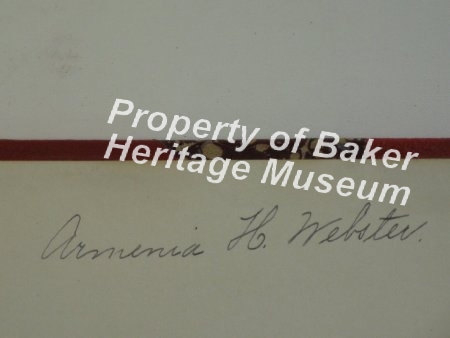 Property of Baker
Heritage Museum
Armenia H. Webster.